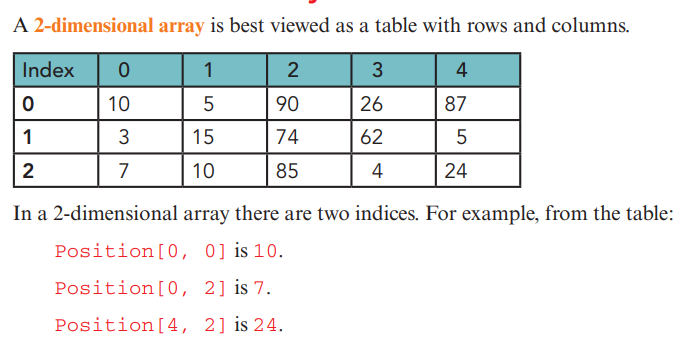 A 2-dimensional array is best viewed as a table with rows and columns.
Index 0 1 2 3 4
0 10 5 90 26 87
1 3 15 74 62 5
2 7 10 85 4 24
In a 2-dimensional array there are two indices. For example, from the table:
Position[0, 0] is 10.
Position[0, 2] is 7.
Position[4, 2] is 24.